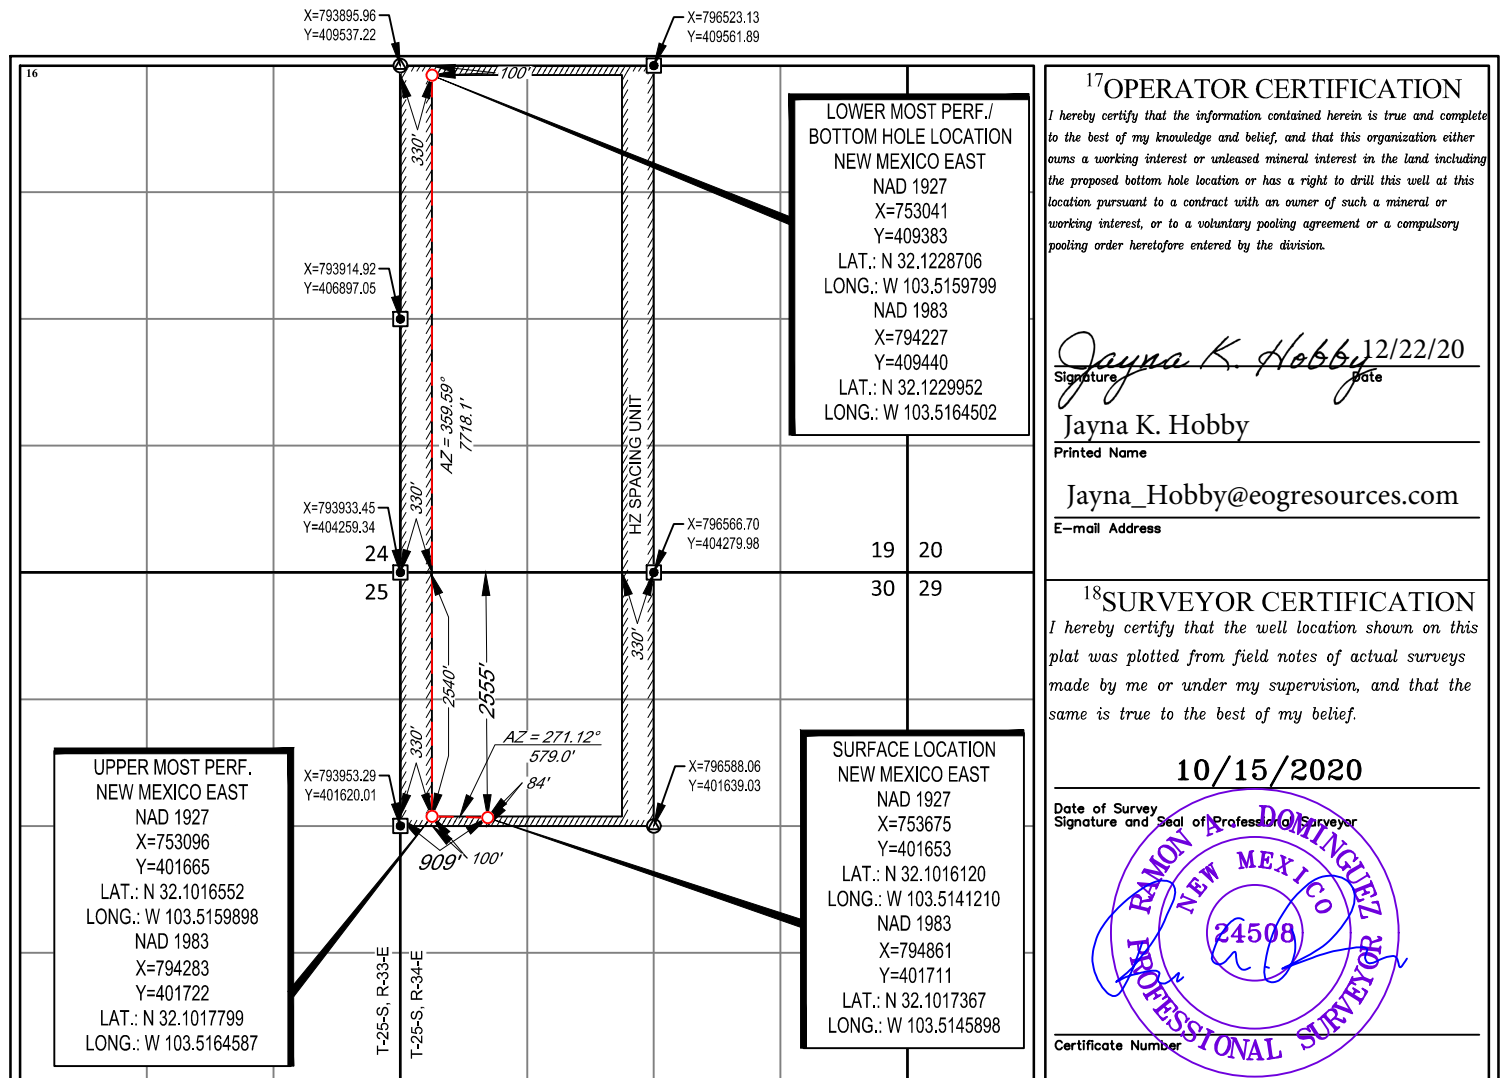 X=793895.96
Y=409537.22
X=796523.13
Y=409561.89
16
100'
330'
LOWER MOST PERF./
BOTTOM HOLE LOCATION
NEW MEXICO EAST
NAD 1927
X=753041
Y=409383
LAT.: N 32.1228706
LONG.: W 103.5159799
NAD 1983
X=794227
Y=409440
LAT.: N 32.1229952
LONG.: W 103.5164502
X=793914.92
Y=406897.05
AZ = 359.59°
7718.1'
HZ SPACING UNIT
330'
X=793933.45
Y=404259.34
X=796566.70
Y=404279.98
24
19
20
25
30
29
330'
2540'
2555'
330'
AZ = 271.12°
579.0'
84'
X=793953.29
Y=401620.01
X=796588.06
Y=401639.03
909'
100'
UPPER MOST PERF.
NEW MEXICO EAST
NAD 1927
X=753096
Y=401665
LAT.: N 32.1016552
LONG.: W 103.5159898
NAD 1983
X=794283
Y=401722
LAT.: N 32.1017799
LONG.: W 103.5164587
SURFACE LOCATION
NEW MEXICO EAST
NAD 1927
X=753675
Y=401653
LAT.: N 32.1016120
LONG.: W 103.5141210
NAD 1983
X=794861
Y=401711
LAT.: N 32.1017367
LONG.: W 103.5145898
T-25-S, R-33-E
T-25-S, R-34-E
17OPERATOR CERTIFICATION
I hereby certify that the information contained herein is true and complete
to the best of my knowledge and belief, and that this organization either
owns a working interest or unleased mineral interest in the land including
the proposed bottom hole location or has a right to drill this well at this
location pursuant to a contract with an owner of such a mineral or
working interest, or to a voluntary pooling agreement or a compulsory
pooling order heretofore entered by the division.
Jayna K. Hobby 12/22/20
Signature Date
Jayna K. Hobby
Printed Name
Jayna_Hobby@eogresources.com
E-mail Address
18SURVEYOR CERTIFICATION
I hereby certify that the well location shown on this
plat was plotted from field notes of actual surveys
made by me or under my supervision, and that the
same is true to the best of my belief.
10/15/2020
Date of Survey
Signature and Seal of Professional Surveyor
RAMON A. DOMINGUEZ
NEW MEXICO
24508
PROFESSIONAL SURVEYOR
Certificate Number